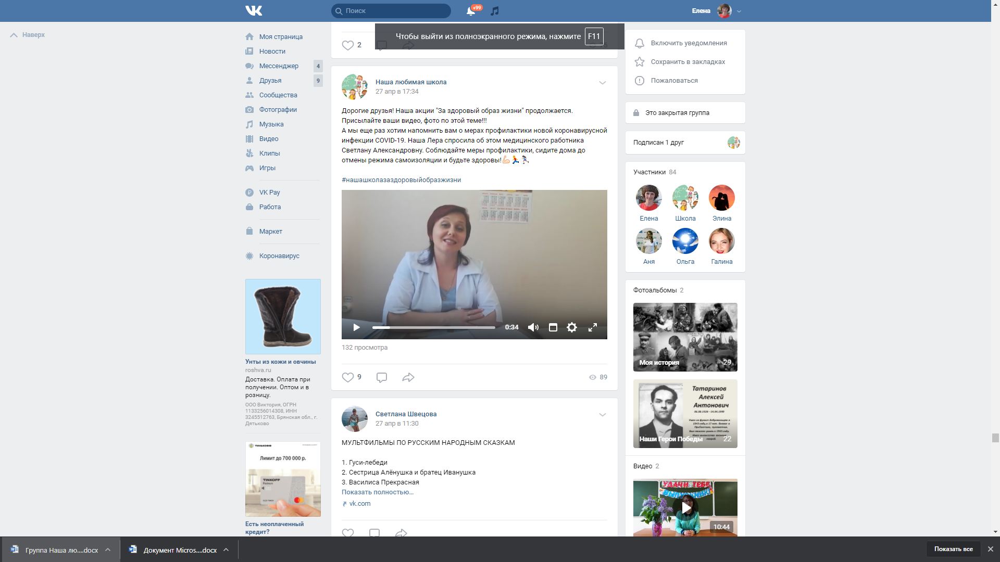 Поиск
+99
Елена
Наверх
Чтобы выйти из полноэкранного режима, нажмите F11
Моя страница
Новости
Мессенджер 4
Друзья 9
Сообщества
Фотографии
Музыка
Видео
Клипы
Игры
VK Pay
Работа
Маркет
Коронавирус
Унты из кожи и овчины
roshva.ru
Доставка. Оплата при
получении. Оптом и в
розницу.
ООО Виктория, ОГРН
1133256014308, ИНН
3245512763, Брянская обл., г.
Дятьково
ТИНЬКОФФ
Лимит до 700 000 р.
TINKOFF
Platinum
Есть неоплаченный
кредит?
2
75
Наша любимая школа
27 апр в 17:34
Дорогие друзья! Наша акции "За здоровый образ жизни" продолжается.
Присылайте ваши видео, фото по этой теме!!!
А мы еще раз хотим напомнить вам о мерах профилактики новой коронавирусной
инфекции COVID-19. Наша Лера спросила об этом медицинского работника
Светлану Александровну. Соблюдайте меры профилактики, сидите дома до
отмены режима самоизоляции и будьте здоровы!💪🏻🏃🏃🏻‍♀️
#нашашколазаздоровыйобразжизни
0:34
132 просмотра
9
89
Светлана Швецова
27 апр в 11:30
МУЛЬТФИЛЬМЫ ПО РУССКИМ НАРОДНЫМ СКАЗКАМ
1. Гуси-лебеди
2. Сестрица Алёнушка и братец Иванушка
3. Василиса Прекрасная
Показать полностью...
vk.com
Включить уведомления
Сохранить в закладках
Пожаловаться
Это закрытая группа
Подписан 1 друг
Участники 84
Елена
Школа
Элина
Аня
Ольга
Галина
Фотоальбомы 2
Моя история 29
Татаринов
Алексей
Антонович
06.08.1926 - 14.04.1999
Наши Герои Победы 22
Видео 2
УДАЧИ ТЕБЕ
ВЫПУСКНИК!
10:44
Группа Наша лю....docx
Документ Micros....docx
Показать все